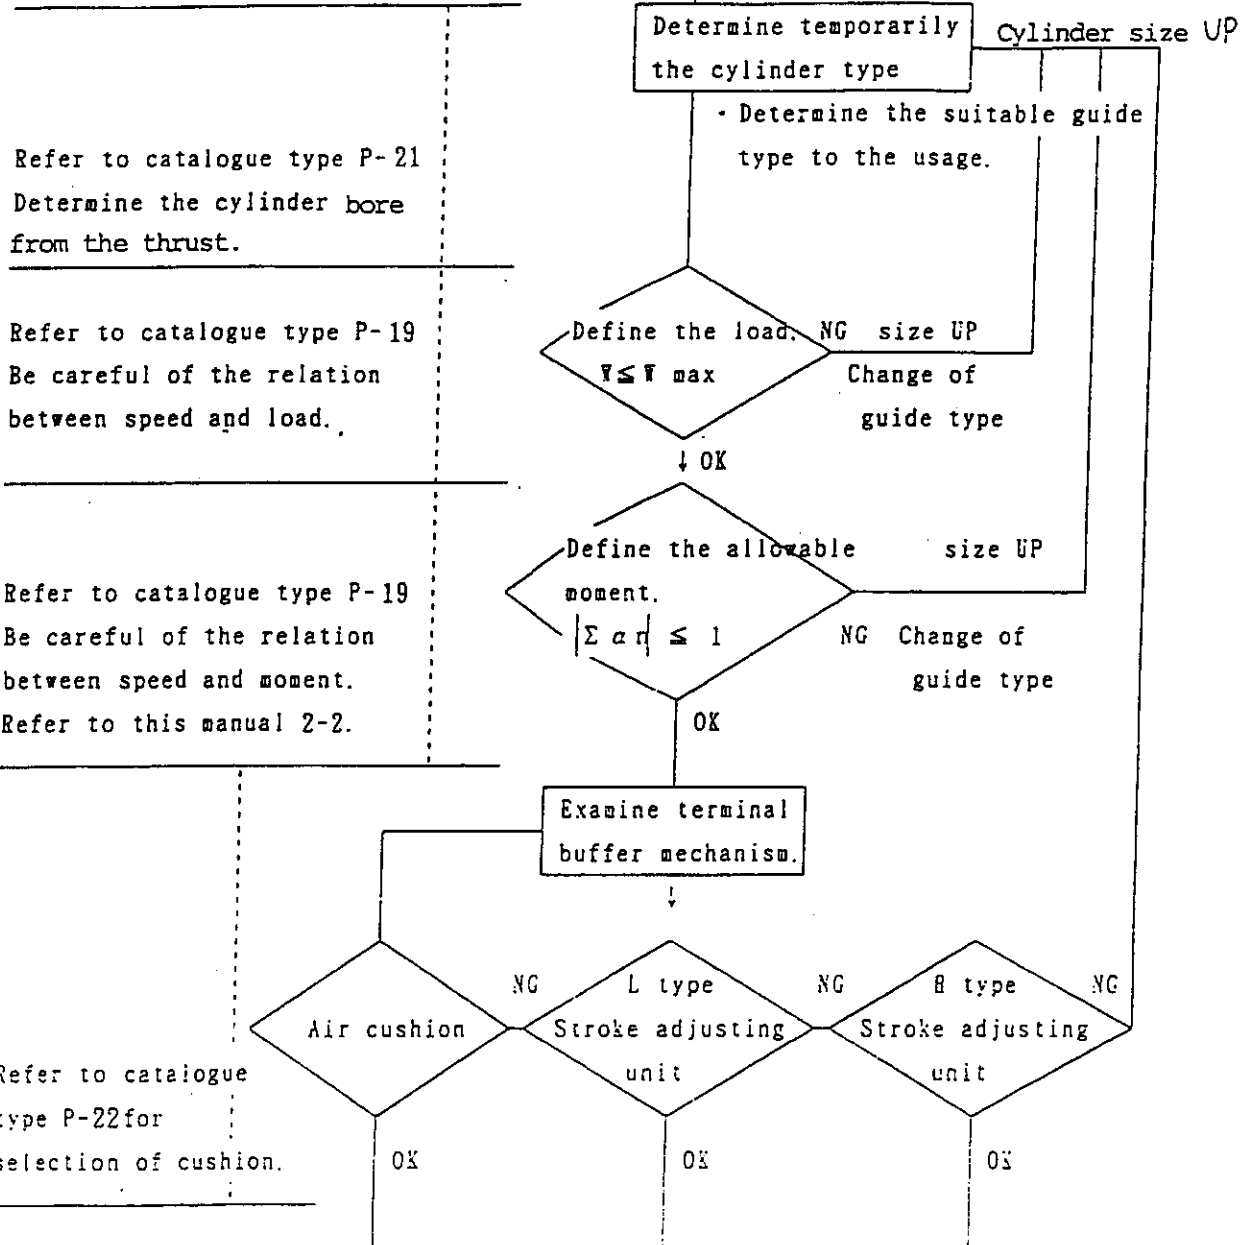 Determine temporarily
the cylinder type
Cylinder size UP
・Determine the suitable guide
type to the usage.
Refer to catalogue type P-21
Determine the cylinder bore
from the thrust.
Refer to catalogue type P-19
Be careful of the relation
between speed and load.
Define the load.
W≦W max
NG size UP
Change of
guide type
OK
Refer to catalogue type P-19
Be careful of the relation
between speed and moment.
Refer to this manual 2-2.
Define the allowable
moment.
|Σ α n| ≦ 1
size UP
NG Change of
guide type
OK
Examine terminal
buffer mechanism.
Air cushion
NG
L type
Stroke adjusting
unit
NG
H type
Stroke adjusting
unit
NG
Refer to catalogue
type P-22for
selection of cushion.
OK
OK
OK